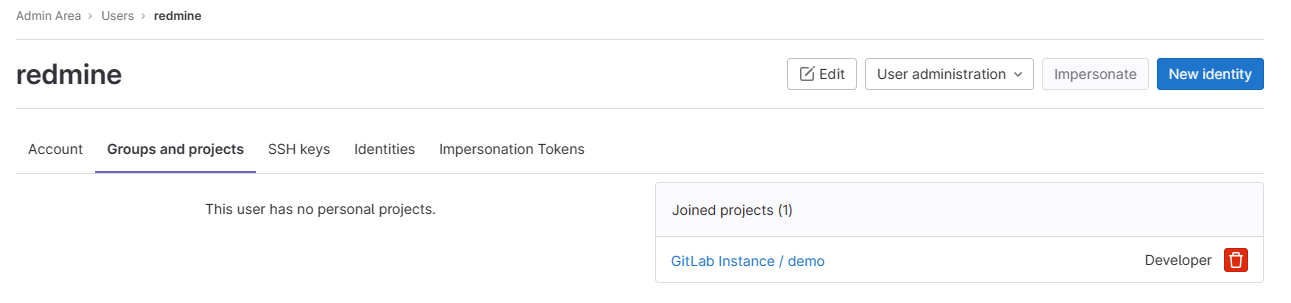 Admin Area › Users › redmine
redmine
Edit
User administration
Impersonate
New identity
Account
Groups and projects
SSH keys
Identities
Impersonation Tokens
This user has no personal projects.
Joined projects (1)
GitLab Instance / demo
Developer